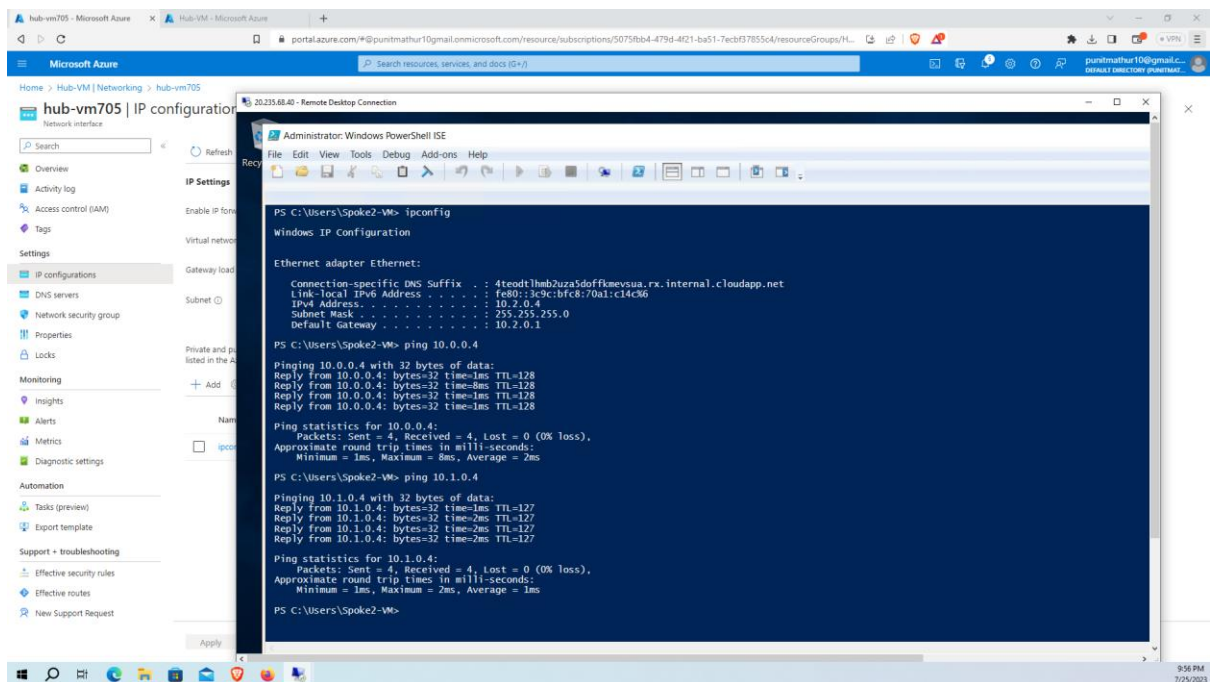 hub-vm705 - Microsoft Azure
Hub-VM - Microsoft Azure
portal.azure.com/#@punitmathur10gmail.onmicrosoft.com/resource/subscriptions/5075fbb4-479d-4f21-ba51-7ecbf37855c4/resourceGroups/H...
VPN
Microsoft Azure
Search resources, services, and docs (G+/)
punitmathur10@gmail.c...
DEFAULT DIRECTORY (PUNITMAT...
Home > Hub-VM | Networking > hub-vm705
hub-vm705 | IP configuration
Network interface
Search
Overview
Activity log
Access control (IAM)
Tags
Settings
IP configurations
DNS servers
Network security group
Properties
Locks
Monitoring
Insights
Alerts
Metrics
Diagnostic settings
Automation
Tasks (preview)
Export template
Support + troubleshooting
Effective security rules
Effective routes
New Support Request
Refresh
IP Settings
Enable IP forw
Virtual networ
Gateway load
Subnet
Private and pu
listed in the A
Add
Nam
ipcon
Apply
20.235.68.40 - Remote Desktop Connection
Recy
Administrator: Windows PowerShell ISE
File Edit View Tools Debug Add-ons Help
PS C:\Users\Spoke2-VM> ipconfig
Windows IP Configuration
Ethernet adapter Ethernet:
Connection-specific DNS Suffix . : 4teodtlhmb2uza5doffkmevsua.rx.internal.cloudapp.net
Link-local IPv6 Address . . . . . : fe80::3c9c:bfc8:70a1:c14c%6
IPv4 Address. . . . . . . . . . . : 10.2.0.4
Subnet Mask . . . . . . . . . . . : 255.255.255.0
Default Gateway . . . . . . . . . : 10.2.0.1
PS C:\Users\Spoke2-VM> ping 10.0.0.4
Pinging 10.0.0.4 with 32 bytes of data:
Reply from 10.0.0.4: bytes=32 time=1ms TTL=128
Reply from 10.0.0.4: bytes=32 time=8ms TTL=128
Reply from 10.0.0.4: bytes=32 time=1ms TTL=128
Reply from 10.0.0.4: bytes=32 time=1ms TTL=128
Ping statistics for 10.0.0.4:
Packets: Sent = 4, Received = 4, Lost = 0 (0% loss),
Approximate round trip times in milli-seconds:
Minimum = 1ms, Maximum = 8ms, Average = 2ms
PS C:\Users\Spoke2-VM> ping 10.1.0.4
Pinging 10.1.0.4 with 32 bytes of data:
Reply from 10.1.0.4: bytes=32 time=1ms TTL=127
Reply from 10.1.0.4: bytes=32 time=2ms TTL=127
Reply from 10.1.0.4: bytes=32 time=2ms TTL=127
Reply from 10.1.0.4: bytes=32 time=2ms TTL=127
Ping statistics for 10.1.0.4:
Packets: Sent = 4, Received = 4, Lost = 0 (0% loss),
Approximate round trip times in milli-seconds:
Minimum = 1ms, Maximum = 2ms, Average = 1ms
PS C:\Users\Spoke2-VM>
9:56 PM
7/25/2023